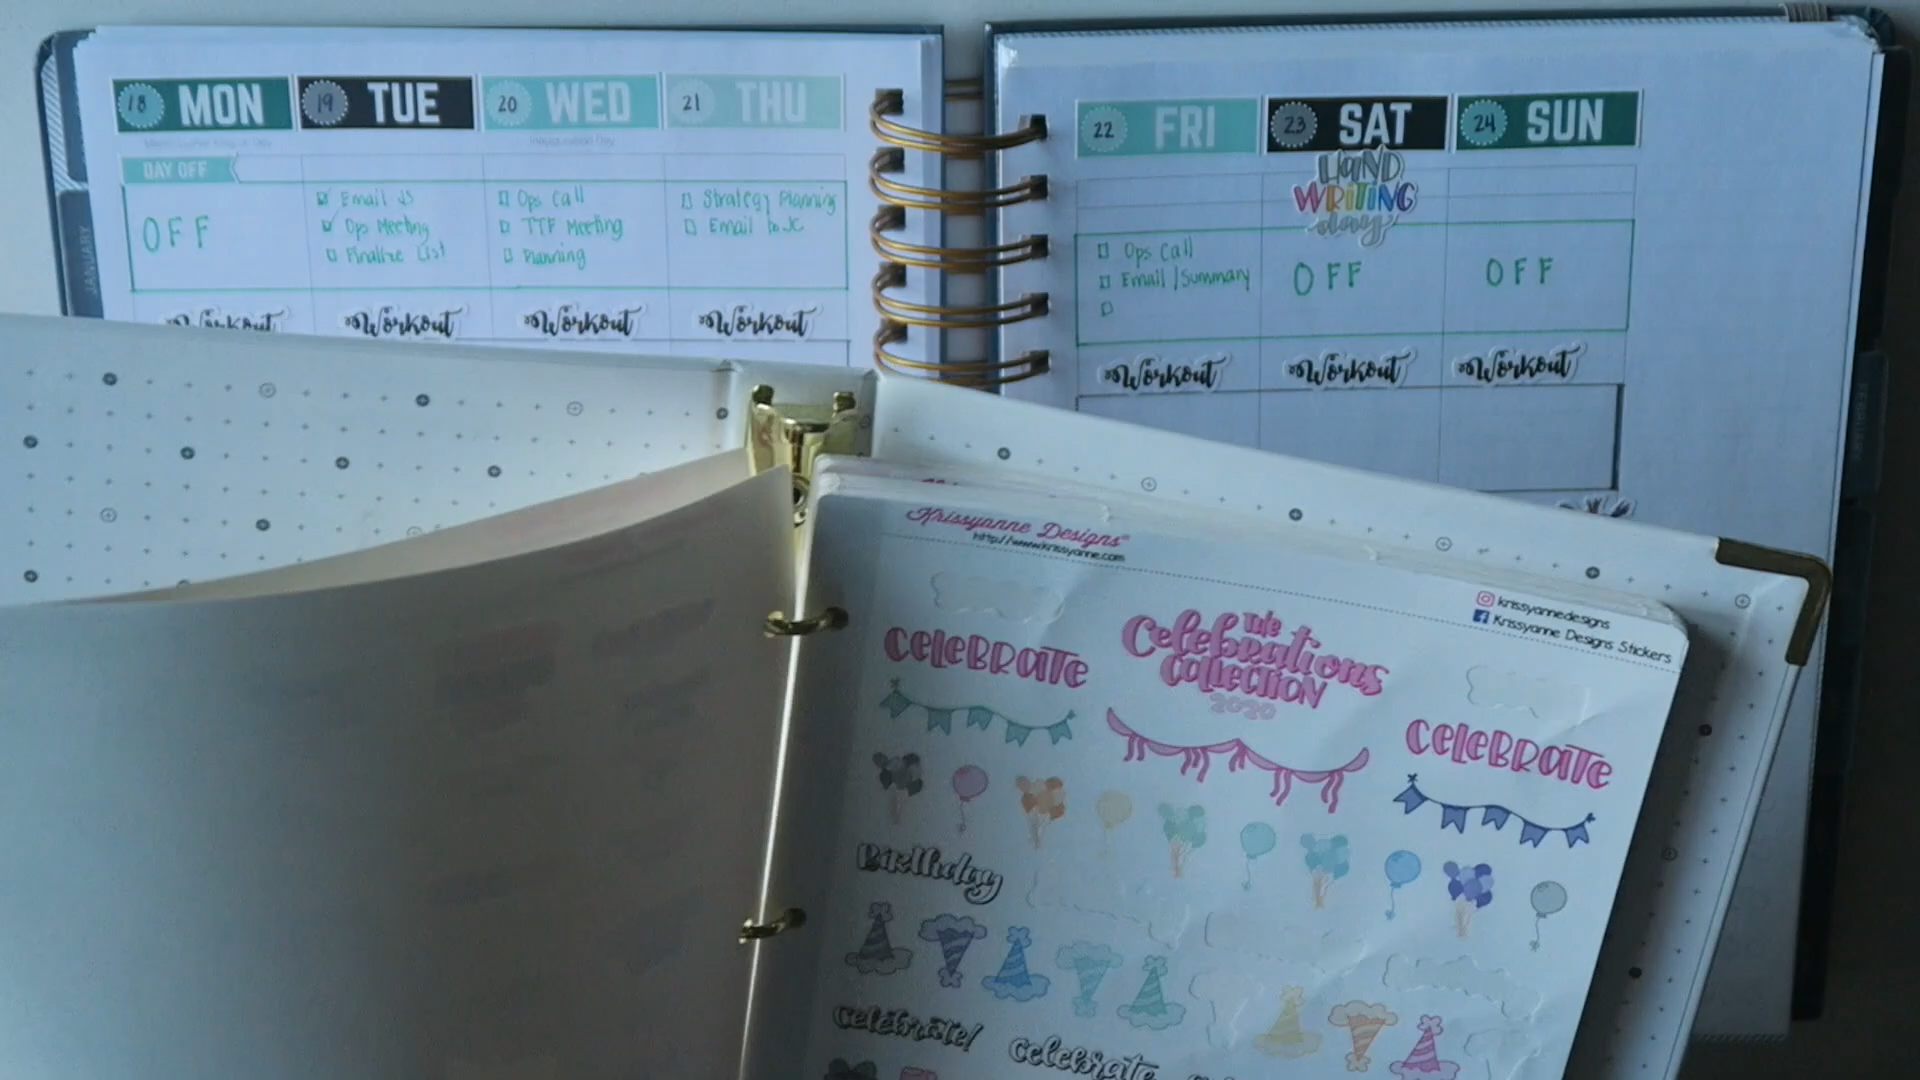 18 MON
19 TUE
20 WED
21 THU
22 FRI
23 SAT
24 SUN
Inauguration Day
DAY OFF
HAND
WRITING
day
OFF
Email JS
Ops Meeting
Finalize List
Ops Call
TTF Meeting
Planning
Strategy Planning
Email to JC
Ops Call
Email/Summary
OFF
OFF
Workout
Workout
Workout
Workout
Workout
Workout
Workout
JANUARY
Krissyanne Designs
http://www.krissyanne.com
krissyannedesigns
Krissyanne Designs Stickers
CELEBRATE
The
Celebrations
COLLECTION
2020
CELEBRATE
Birthday
celebrate!
celebrate